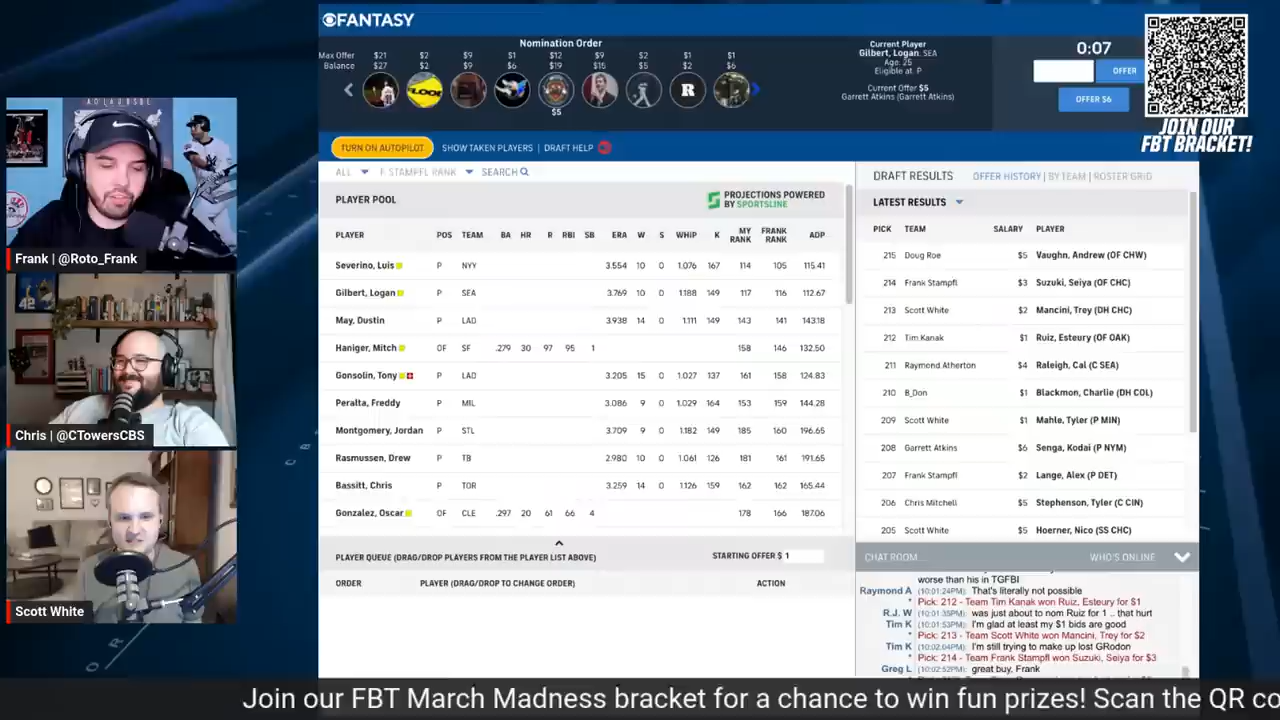 FANTASY
Nomination Order
Max Offer $21 $2 $9 $1 $12 $9 $2 $1 $1
Balance $27 $2 $9 $6 $19 $15 $5 $2 $6
R
$5
Current Player
Gilbert, Logan, SEA
Age: 25
Eligible at P
Current Offer $5
Garrett Atkins (Garrett Atkins)
0:07
OFFER
OFFER $6
JOIN OUR
FBT BRACKET!
TURN ON AUTOPILOT
SHOW TAKEN PLAYERS | DRAFT HELP
ALL F. STAMPFL RANK SEARCH
PLAYER POOL
PROJECTIONS POWERED
BY SPORTSLINE
PLAYER POS TEAM BA HR R RBI SB ERA W S WHIP K MY RANK FRANK RANK ADP
Severino, Luis P NYY 3.554 10 0 1.076 167 114 105 115.41
Gilbert, Logan P SEA 3.769 10 0 1.188 149 117 116 112.67
May, Dustin P LAD 3.938 14 0 1.111 149 143 141 143.18
Haniger, Mitch OF SF .279 30 97 95 1 158 146 132.50
Gonsolin, Tony P LAD 3.205 15 0 1.027 137 161 158 124.83
Peralta, Freddy P MIL 3.086 9 0 1.029 164 153 159 144.28
Montgomery, Jordan P STL 3.709 9 0 1.182 149 185 160 196.65
Rasmussen, Drew P TB 2.980 10 0 1.061 126 181 161 191.65
Bassitt, Chris P TOR 3.259 14 0 1.126 159 162 162 165.44
Gonzalez, Oscar OF CLE .297 20 61 66 4 178 166 187.06
PLAYER QUEUE (DRAG/DROP PLAYERS FROM THE PLAYER LIST ABOVE)
STARTING OFFER $ 1
ORDER PLAYER (DRAG/DROP TO CHANGE ORDER) ACTION
DRAFT RESULTS OFFER HISTORY | BY TEAM | ROSTER GRID
LATEST RESULTS
PICK TEAM SALARY PLAYER
215 Doug Roe $5 Vaughn, Andrew (OF CHW)
214 Frank Stampfl $3 Suzuki, Seiya (OF CHC)
213 Scott White $2 Mancini, Trey (DH CHC)
212 Tim Kanak $1 Ruiz, Esteury (OF OAK)
211 Raymond Atherton $4 Raleigh, Cal (C SEA)
210 B_Don $1 Blackmon, Charlie (DH COL)
209 Scott White $1 Mahle, Tyler (P MIN)
208 Garrett Atkins $6 Senga, Kodai (P NYM)
207 Frank Stampfl $2 Lange, Alex (P DET)
206 Chris Mitchell $5 Stephenson, Tyler (C CIN)
205 Scott White $5 Hoerner, Nico (SS CHC)
CHAT ROOM WHO'S ONLINE
worse than his in TGFBI
Raymond A (10:01:24PM): That's literally not possible
* Pick: 212 - Team Tim Kanak won Ruiz, Esteury for $1
R.J. W (10:01:35PM): was just about to nom Ruiz for 1 .. that hurt
Tim K (10:01:53PM): I'm glad at least my $1 bids are good
* Pick: 213 - Team Scott White won Mancini, Trey for $2
Tim K (10:02:04PM): I'm still trying to make up lost GRodon
* Pick: 214 - Team Frank Stampfl won Suzuki, Seiya for $3
Greg L (10:02:52PM): great buy, Frank
Frank | @Roto_Frank
42
Chris | @CTowersCBS
Scott White
Join our FBT March Madness bracket for a chance to win fun prizes! Scan the QR co